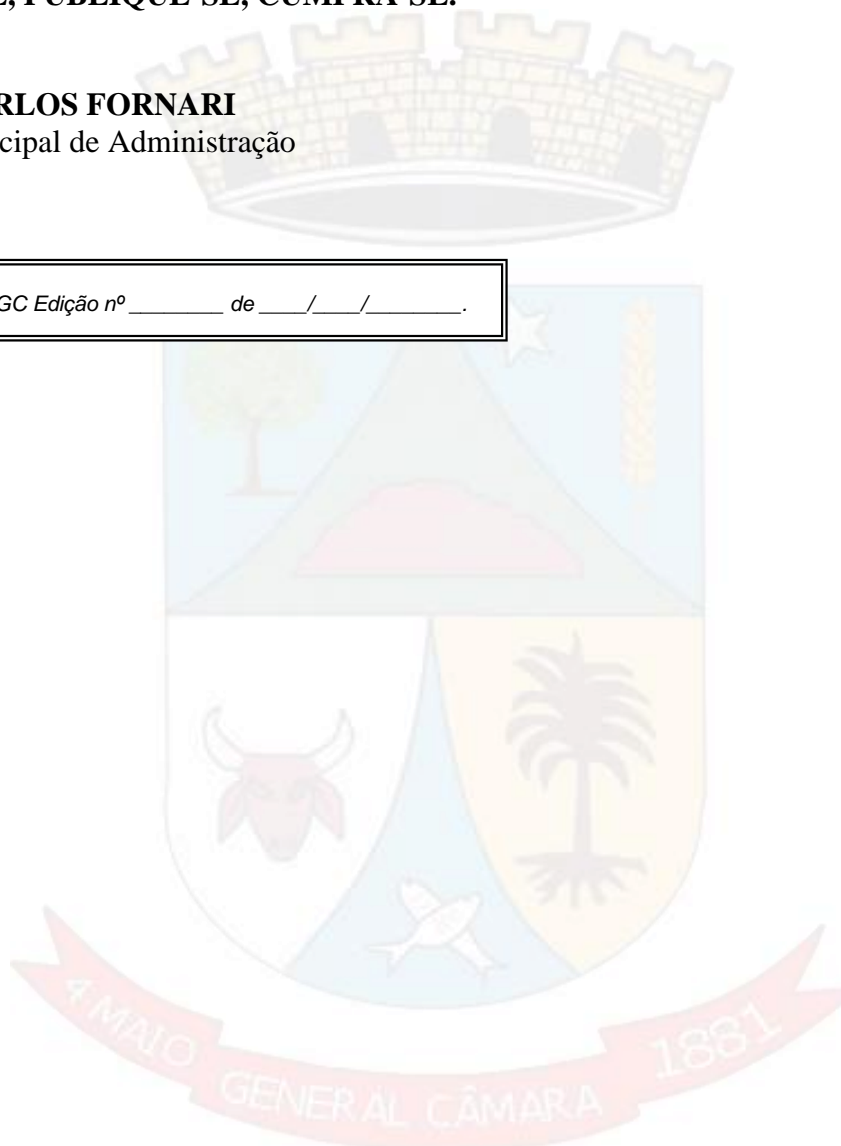 PUBLIQUE-SE, CUMPRA-SE.
RLOS FORNARI
cipal de Administração
GC Edição nº ________ de ____/____/________.
4 MAIO GENERAL CÂMARA 1881